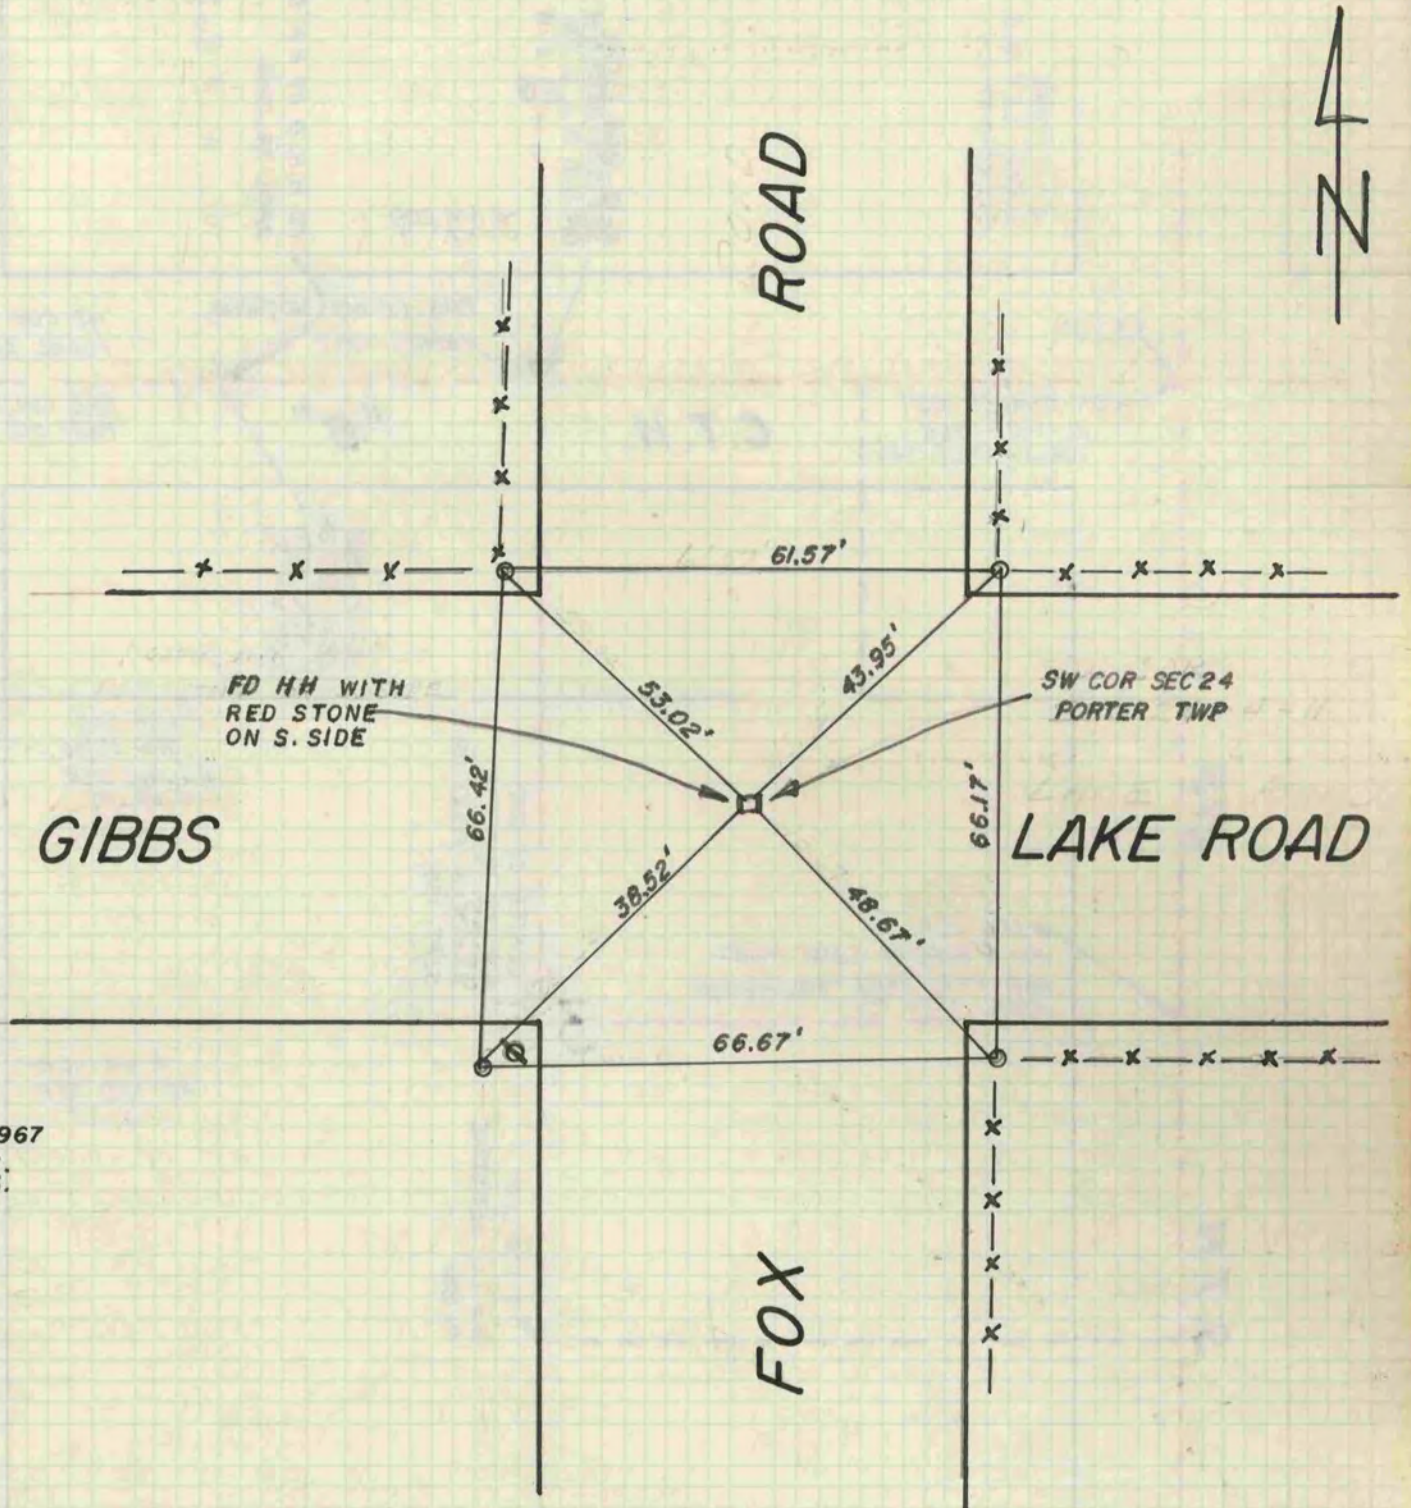 N
ROAD
61.57'
FD HH WITH
RED STONE
ON S. SIDE
53.02'
43.95'
SW COR SEC 24
PORTER TWP
66.42'
66.17'
GIBBS
LAKE ROAD
38.52'
48.67'
66.67'
967
FOX